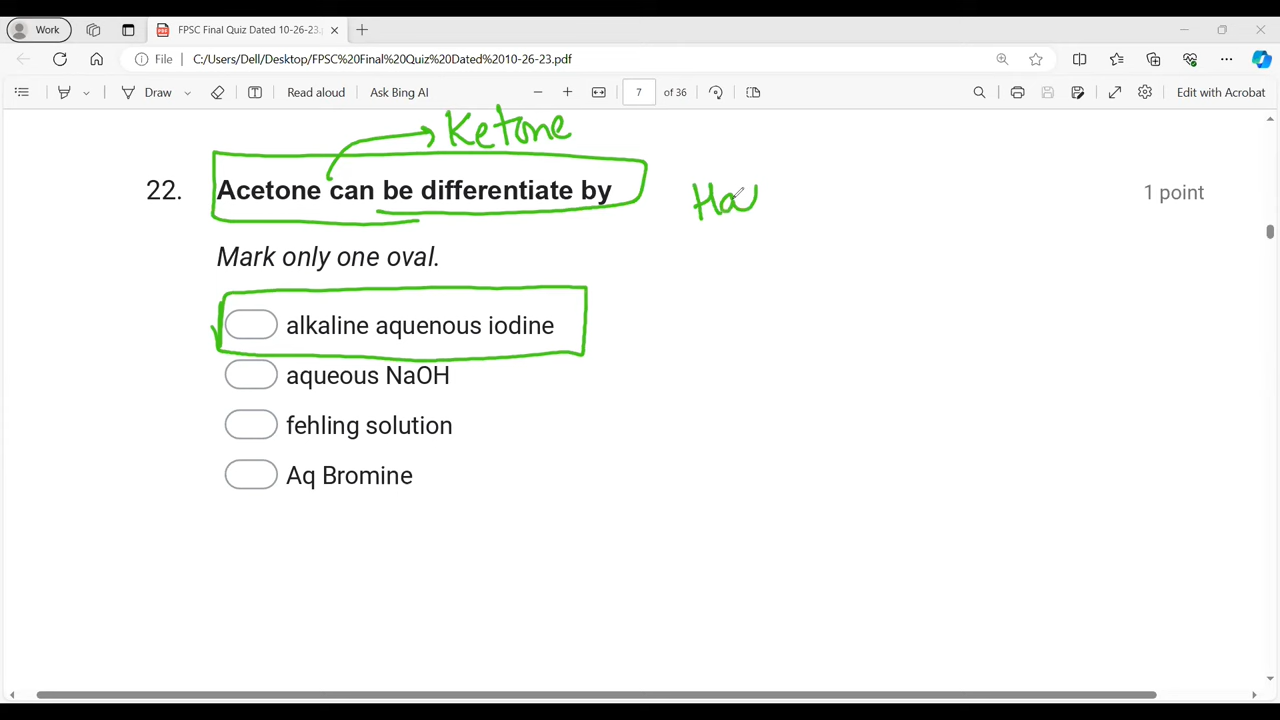 Work
FPSC Final Quiz Dated 10-26-23.
File C:/Users/Dell/Desktop/FPSC%20Final%20Quiz%20Dated%2010-26-23.pdf
Draw Read aloud Ask Bing AI 7 of 36 Edit with Acrobat
Ketone
22. Acetone can be differentiate by 1 point
Mark only one oval.
alkaline aquenous iodine
aqueous NaOH
fehling solution
Aq Bromine